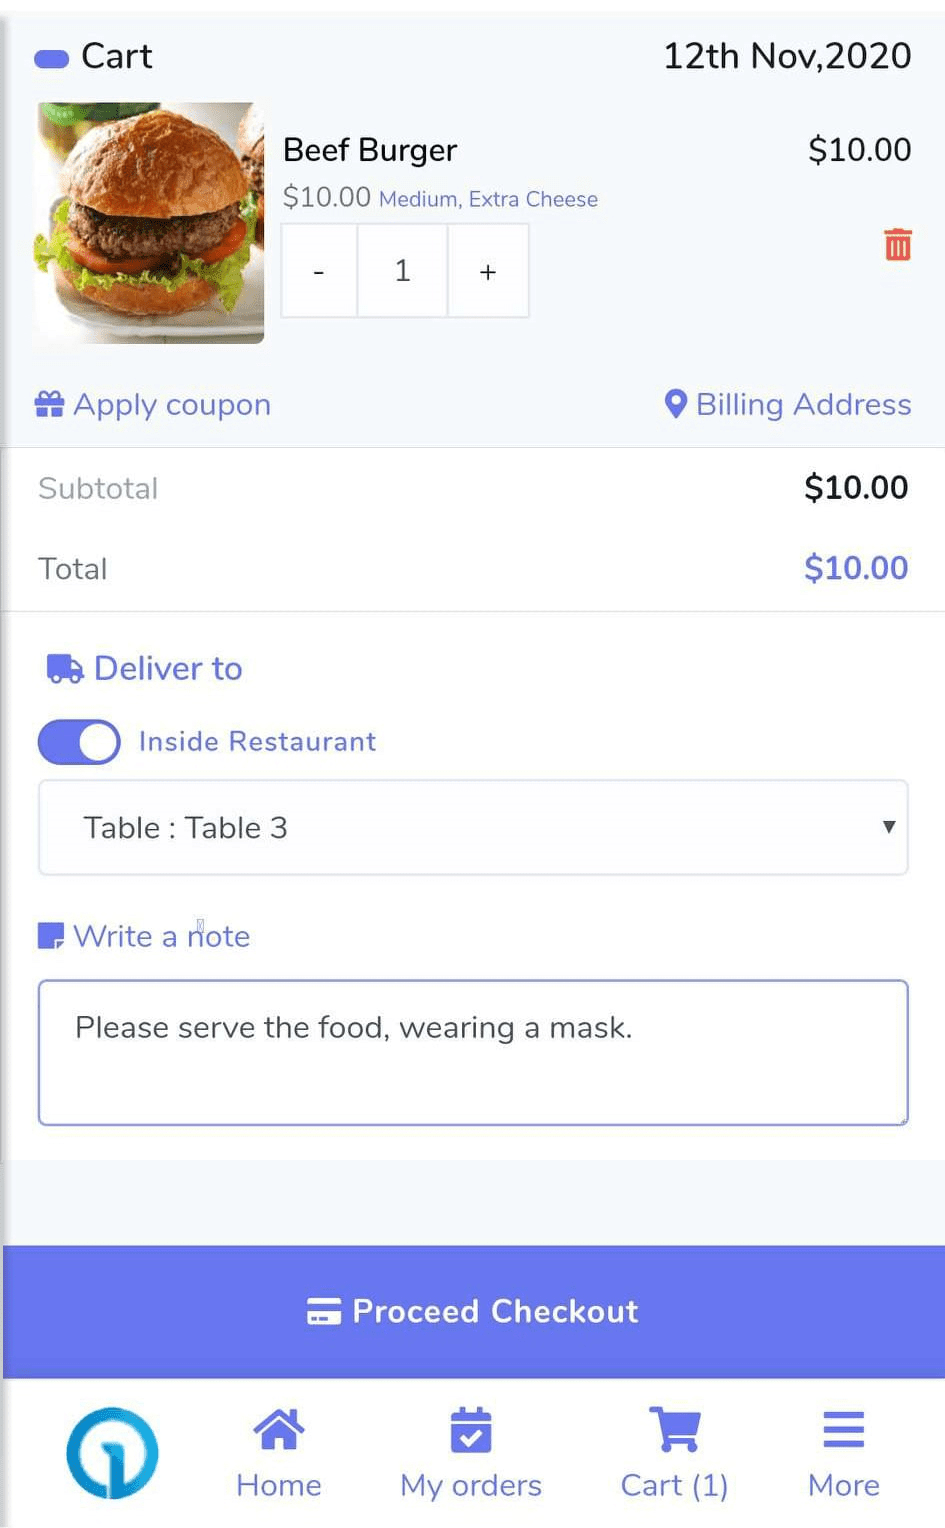 Cart 12th Nov,2020
Beef Burger $10.00
$10.00 Medium, Extra Cheese
- 1 +
Apply coupon Billing Address
Subtotal $10.00
Total $10.00
Deliver to
Inside Restaurant
Table : Table 3
Write a note
Please serve the food, wearing a mask.
Proceed Checkout
Home My orders Cart (1) More